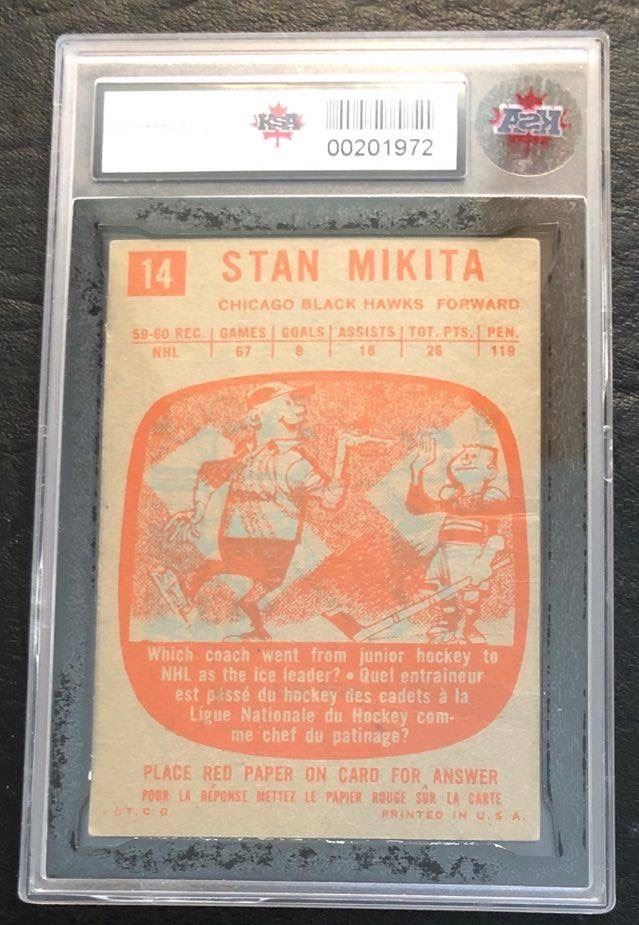 KSA
00201972
KSA
14 STAN MIKITA
CHICAGO BLACK HAWKS FORWARD
59-60 REC. GAMES GOALS ASSISTS TOT. PTS. PEN.
NHL 67 8 18 26 119
Which coach went from junior hockey to
NHL as the ice leader? • Quel entraineur
est passé du hockey des cadets à la
Ligue Nationale du Hockey com-
me chef du patinage?
PLACE RED PAPER ON CARD FOR ANSWER
POUR LA RÉPONSE METTEZ LE PAPIER ROUGE SÛR LA CARTE
© T.C.G. PRINTED IN U.S.A.